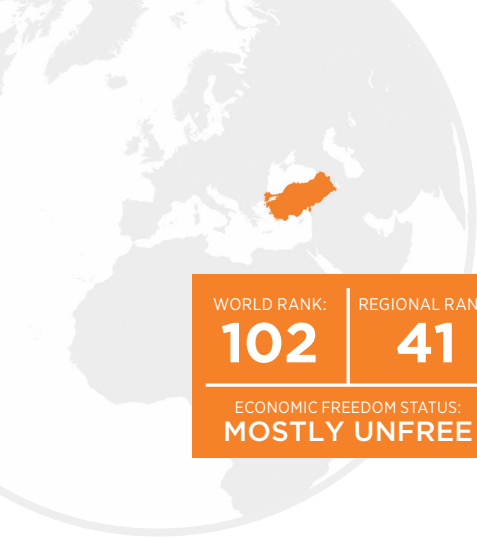 WORLD RANK:
102
REGIONAL RAN
41
ECONOMIC FREEDOM STATUS:
MOSTLY UNFREE